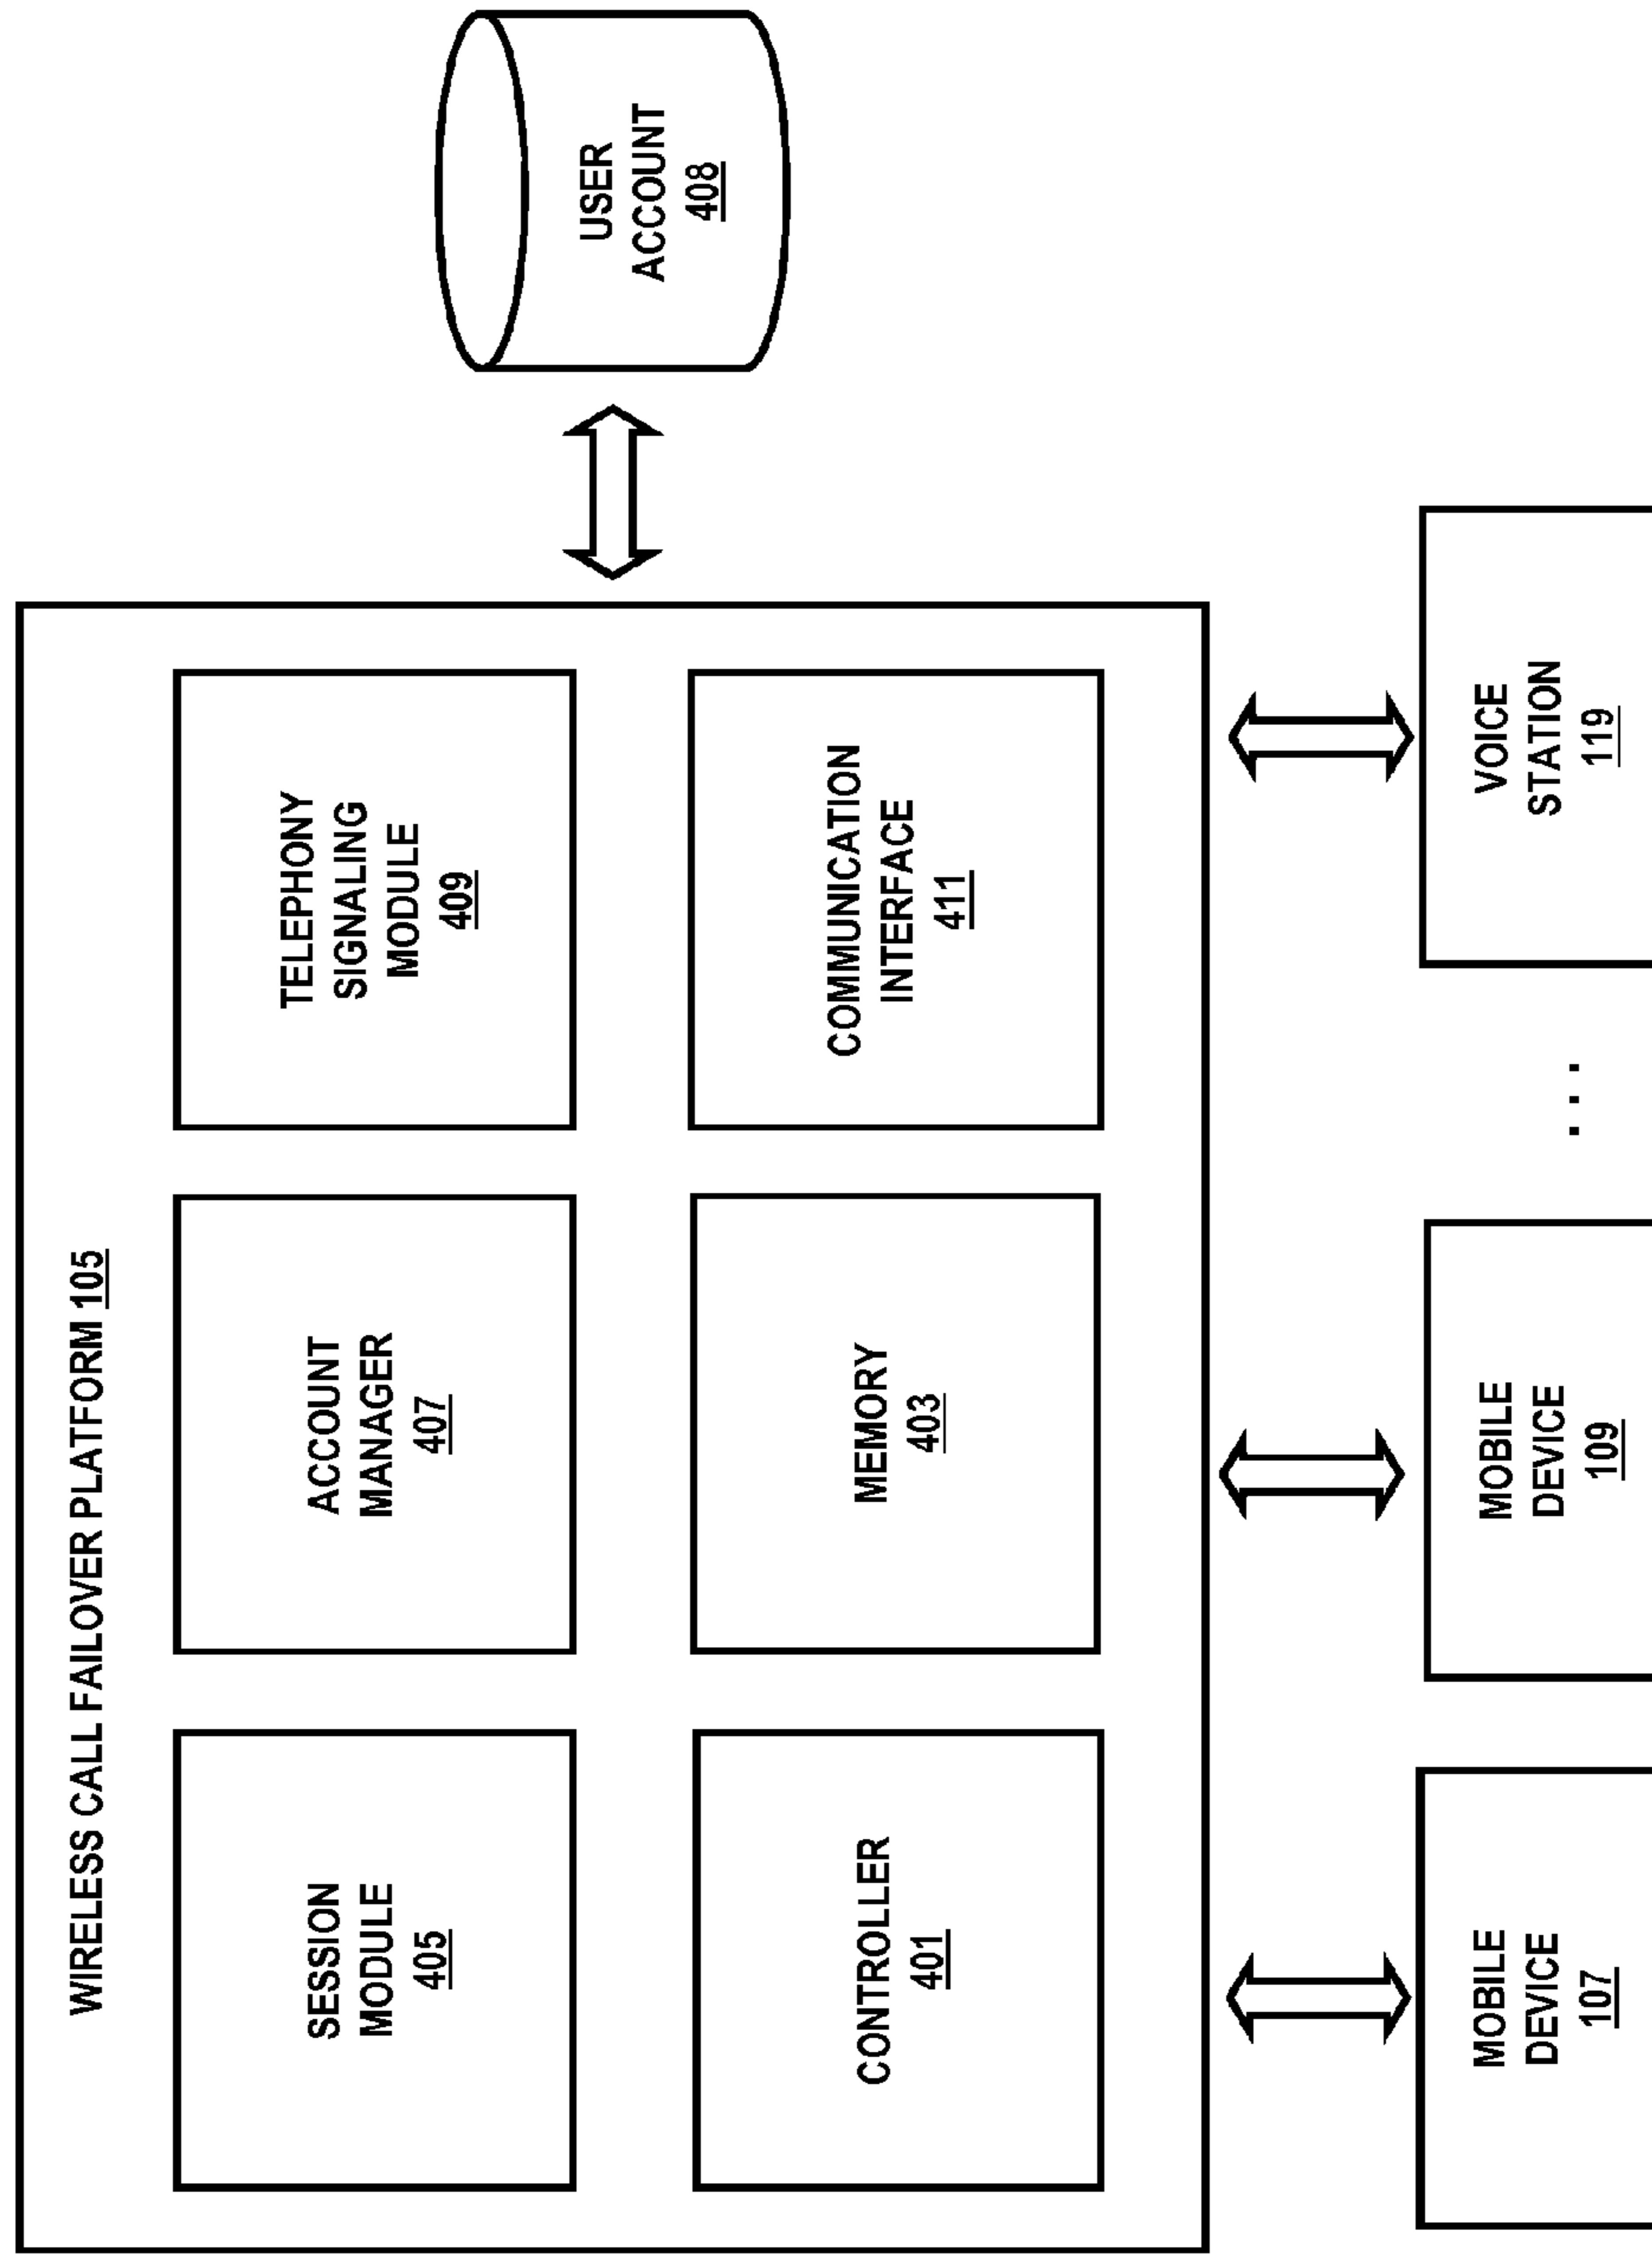 WIRELESS CALL FAILOVER PLATFORM 105
SESSION
MODULE
405
ACCOUNT
MANAGER
407
TELEPHONY
SIGNALING
MODULE
409
CONTROLLER
401
MEMORY
403
COMMUNICATION
INTERFACE
411
USER
ACCOUNT
408
MOBILE
DEVICE
107
MOBILE
DEVICE
109
. . .
VOICE
STATION
119